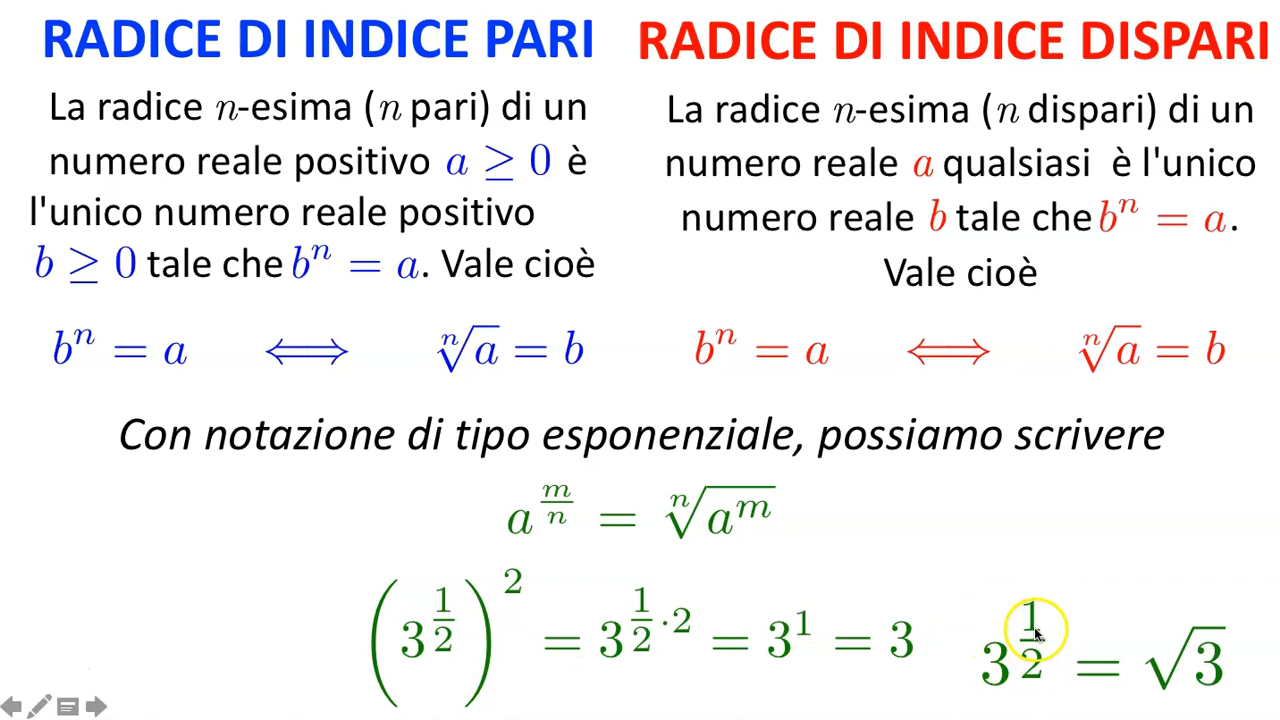 RADICE DI INDICE PARI
La radice n-esima (n pari) di un
numero reale positivo a ≥ 0 è
l'unico numero reale positivo
b ≥ 0 tale che bⁿ = a. Vale cioè
bⁿ = a ⟺ ⁿ√a = b
RADICE DI INDICE DISPARI
La radice n-esima (n dispari) di un
numero reale a qualsiasi è l'unico
numero reale b tale che bⁿ = a.
Vale cioè
bⁿ = a ⟺ ⁿ√a = b
Con notazione di tipo esponenziale, possiamo scrivere
a^(m/n) = ⁿ√(a^m)
(3^(1/2))^2 = 3^(1/2 · 2) = 3^1 = 3
3^(1/2) = √3